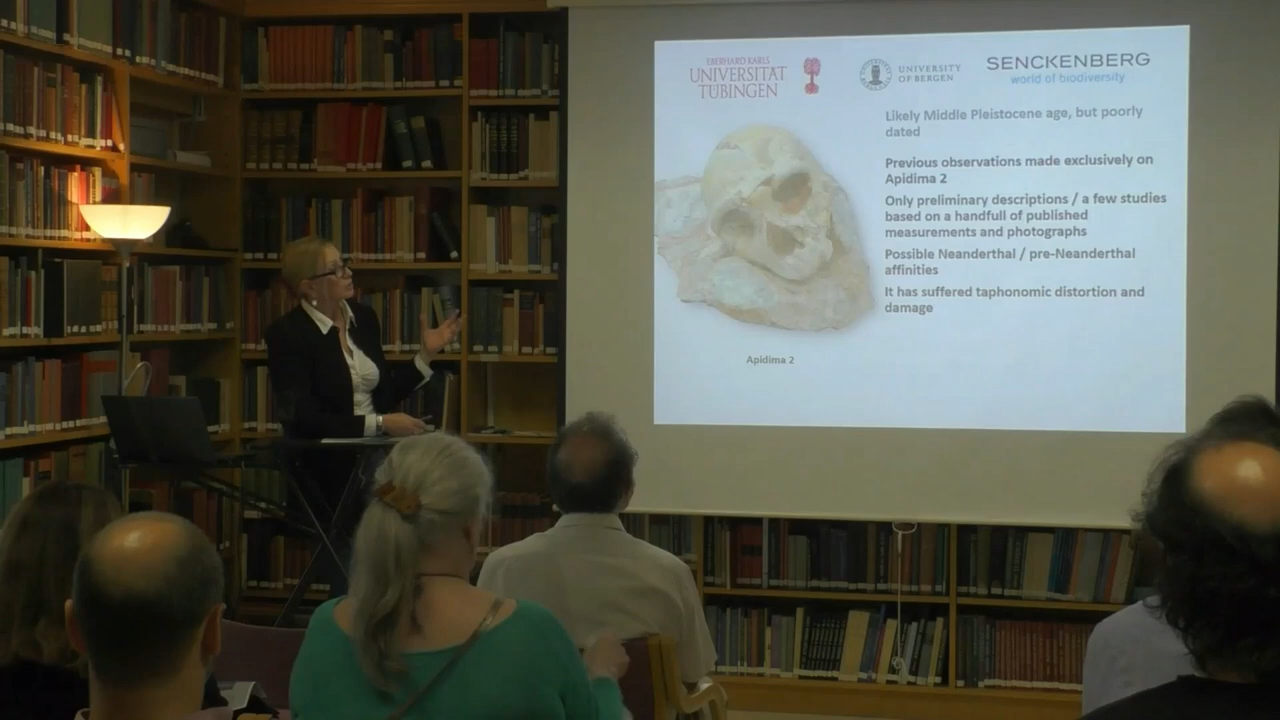 EBERHARD KARLS
UNIVERSITÄT
TÜBINGEN
UNIVERSITY
OF BERGEN
SENCKENBERG
world of biodiversity
Likely Middle Pleistocene age, but poorly
dated
Previous observations made exclusively on
Apidima 2
Only preliminary descriptions / a few studies
based on a handfull of published
measurements and photographs
Possible Neanderthal / pre-Neanderthal
affinities
It has suffered taphonomic distortion and
damage
Apidima 2